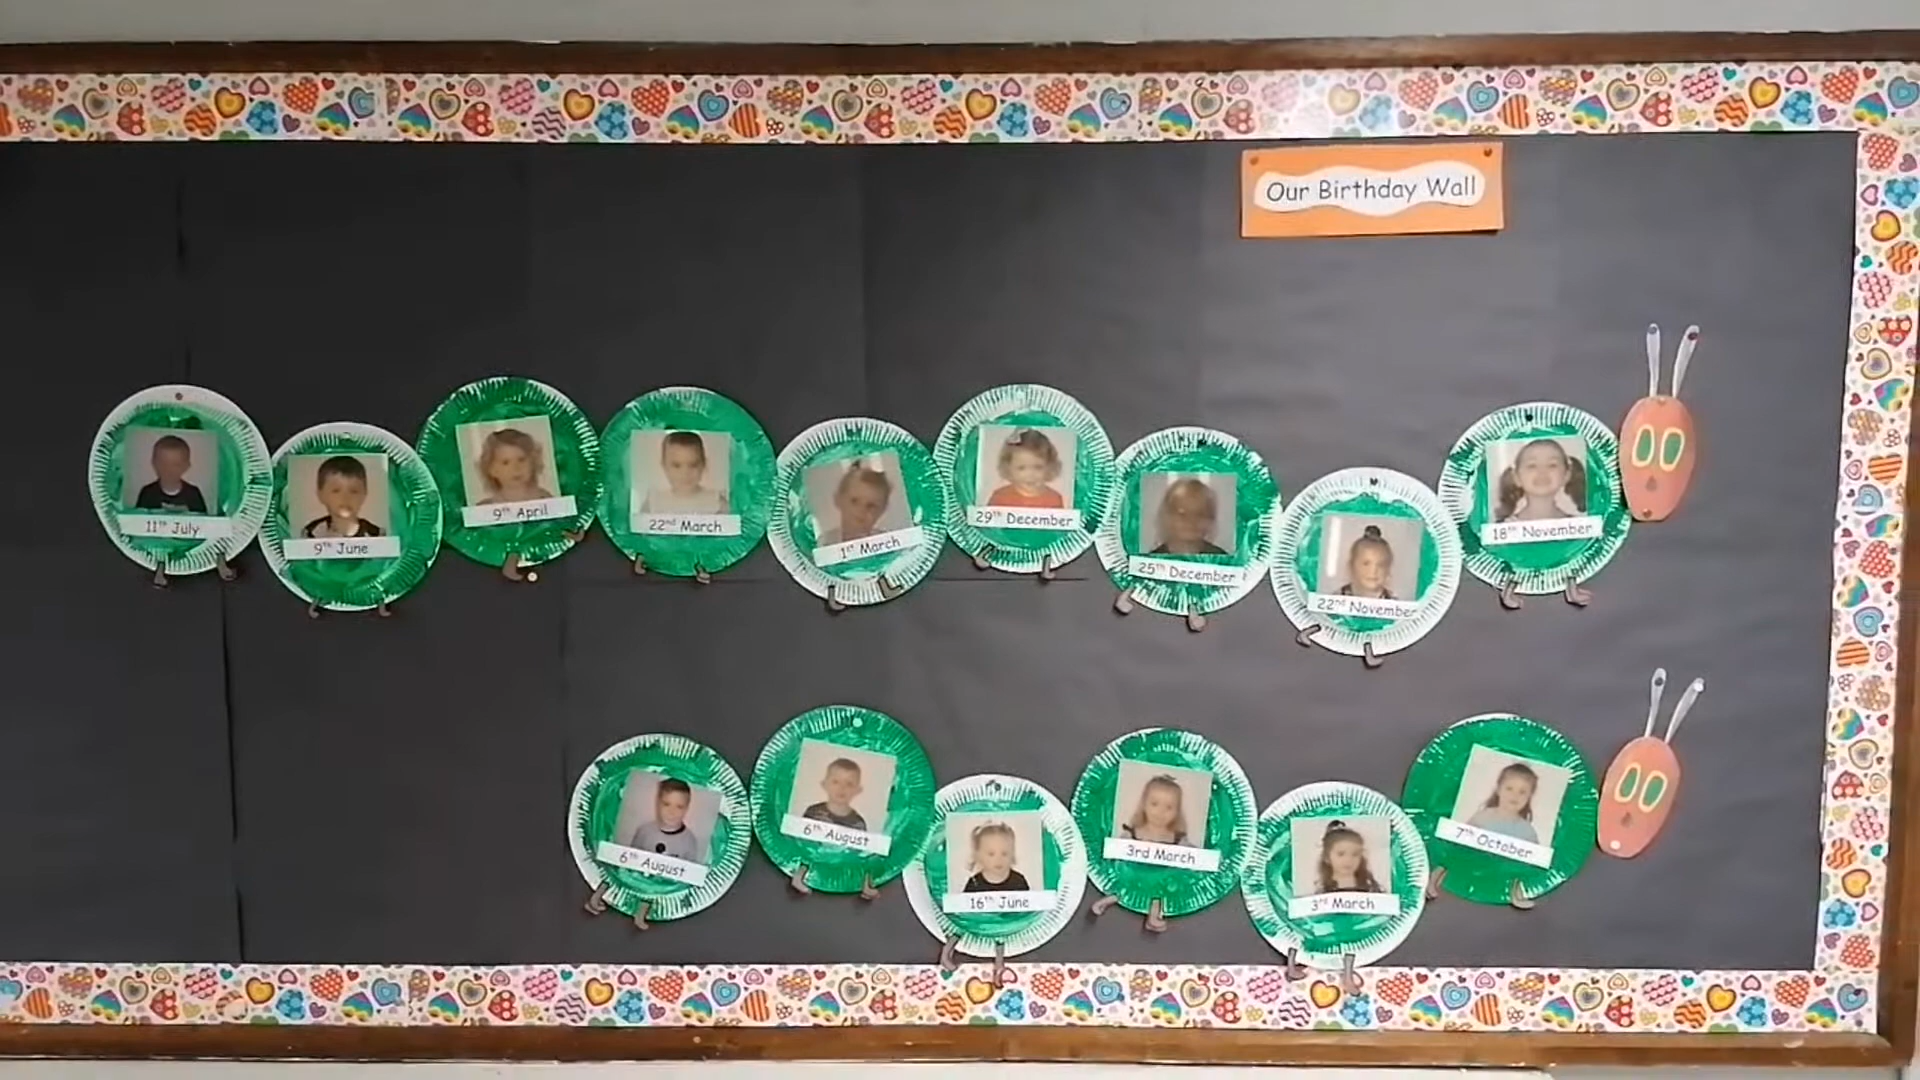 Our Birthday Wall
11th July
9th June
9th April
22nd March
1st March
29th December
25th December
22nd November
18th November
6th August
6th August
16th June
3rd March
3rd March
7th October